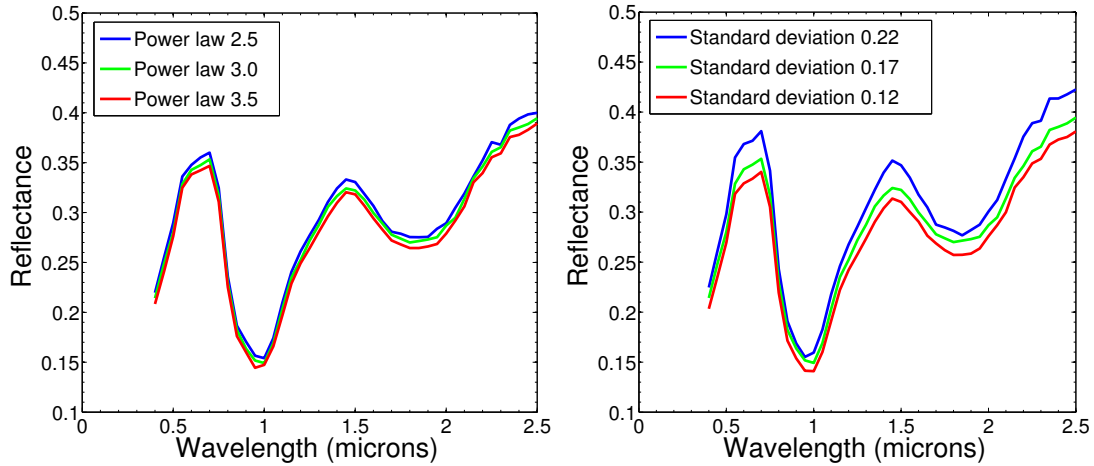 0.5
0.45
0.4
0.35
0.3
0.25
0.2
0.15
0.1
Reflectance
Power law 2.5
Power law 3.0
Power law 3.5
0 0.5 1 1.5 2 2.5
Wavelength (microns)
0.5
0.45
0.4
0.35
0.3
0.25
0.2
0.15
0.1
Reflectance
Standard deviation 0.22
Standard deviation 0.17
Standard deviation 0.12
0 0.5 1 1.5 2 2.5
Wavelength (microns)